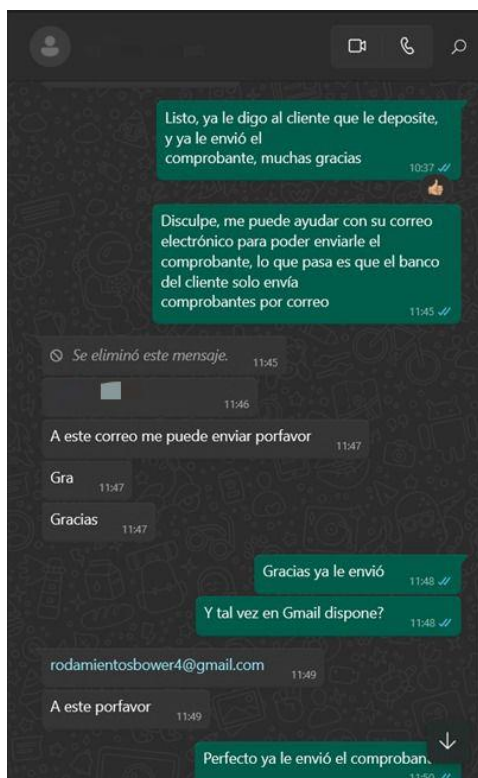 Listo, ya le digo al cliente que le deposite,
y ya le envió el
comprobante, muchas gracias
10:37
Disculpe, me puede ayudar con su correo
electrónico para poder enviarle el
comprobante, lo que pasa es que el banco
del cliente solo envía
comprobantes por correo
11:45
Se eliminó este mensaje.
11:45
11:46
A este correo me puede enviar porfavor
11:47
Gra
11:47
Gracias
11:47
Gracias ya le envió
11:48
Y tal vez en Gmail dispone?
11:48
rodamientosbower4@gmail.com
11:49
A este porfavor
11:49
Perfecto ya le envió el comproban
11:50